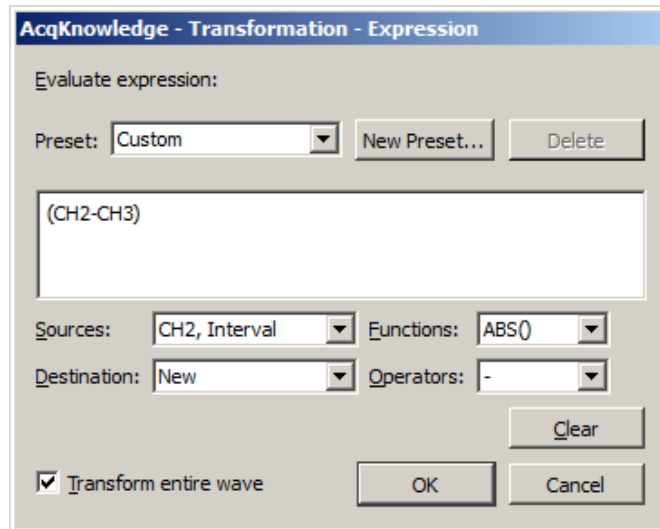 AcqKnowledge - Transformation - Expression
Evaluate expression:
Preset: Custom New Preset... Delete
(CH2-CH3)
Sources: CH2, Interval Functions: ABS()
Destination: New Operators: -
Clear
Transform entire wave OK Cancel